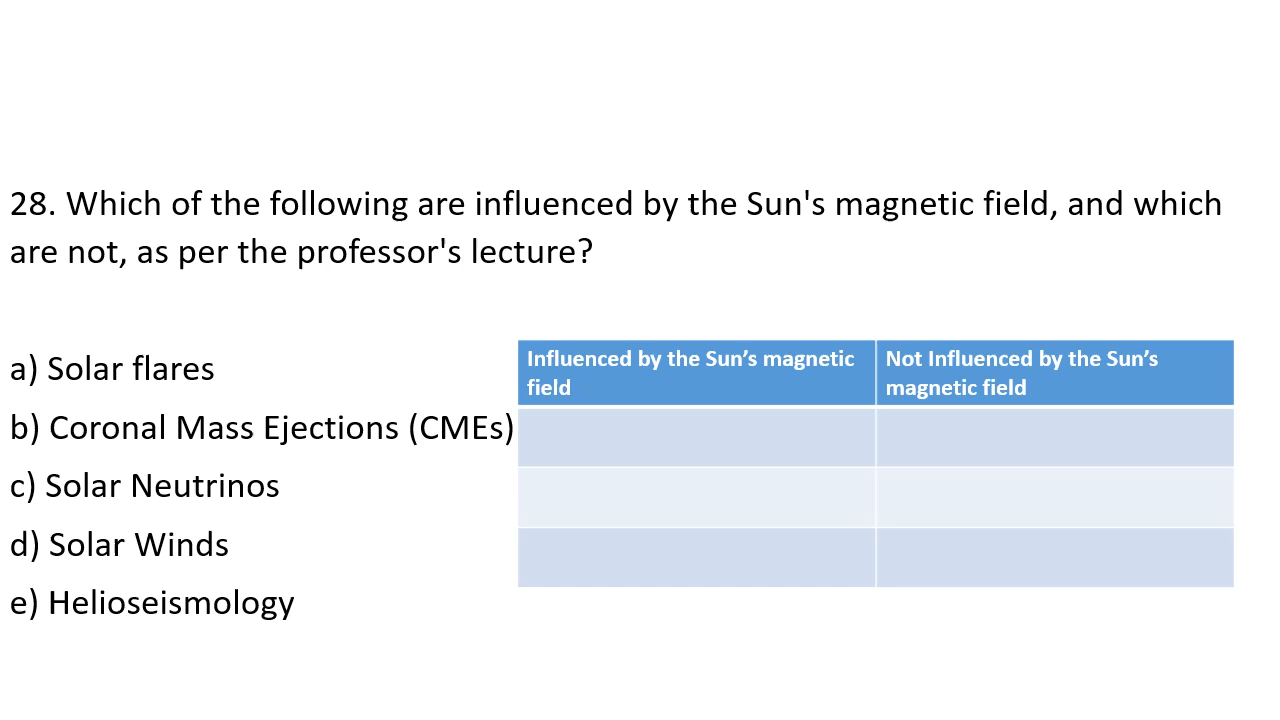 28. Which of the following are influenced by the Sun's magnetic field, and which
are not, as per the professor's lecture?
a) Solar flares
b) Coronal Mass Ejections (CMEs)
c) Solar Neutrinos
d) Solar Winds
e) Helioseismology
Influenced by the Sun’s magnetic
field
Not Influenced by the Sun’s
magnetic field